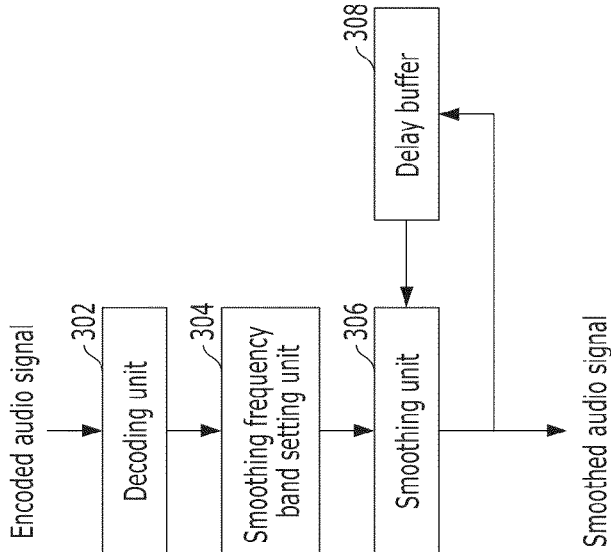 Encoded audio signal
302
Decoding unit
304
Smoothing frequency
band setting unit
306
Smoothing unit
308
Delay buffer
Smoothed audio signal